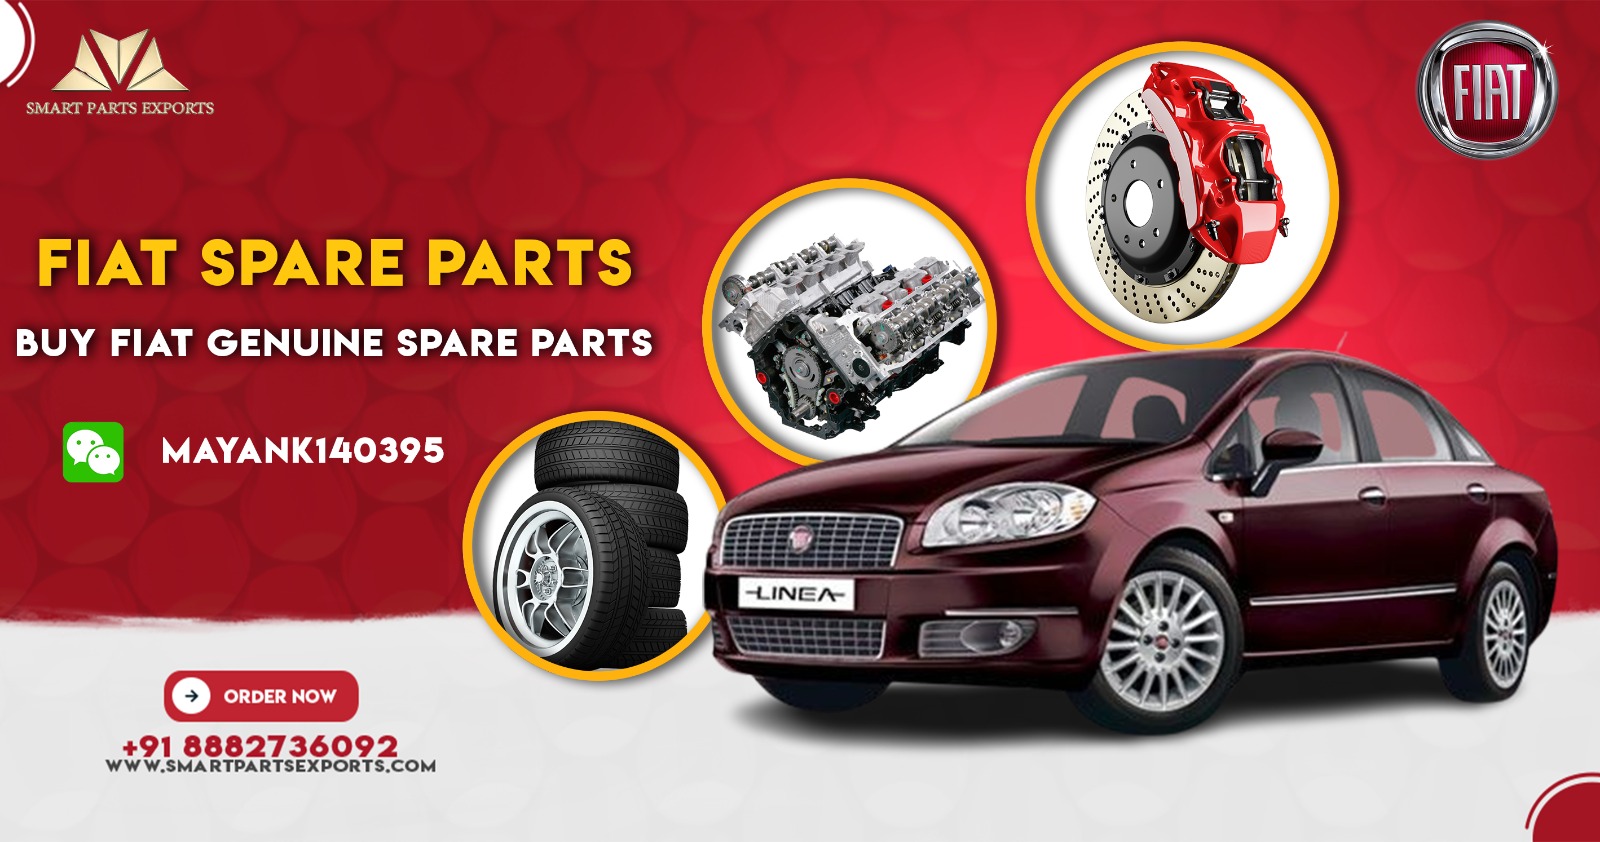 SMART PARTS EXPORTS
FIAT
FIAT SPARE PARTS
BUY FIAT GENUINE SPARE PARTS
MAYANK140395
LINEA
ORDER NOW
+91 8882736092
WWW.SMARTPARTSEXPORTS.COM